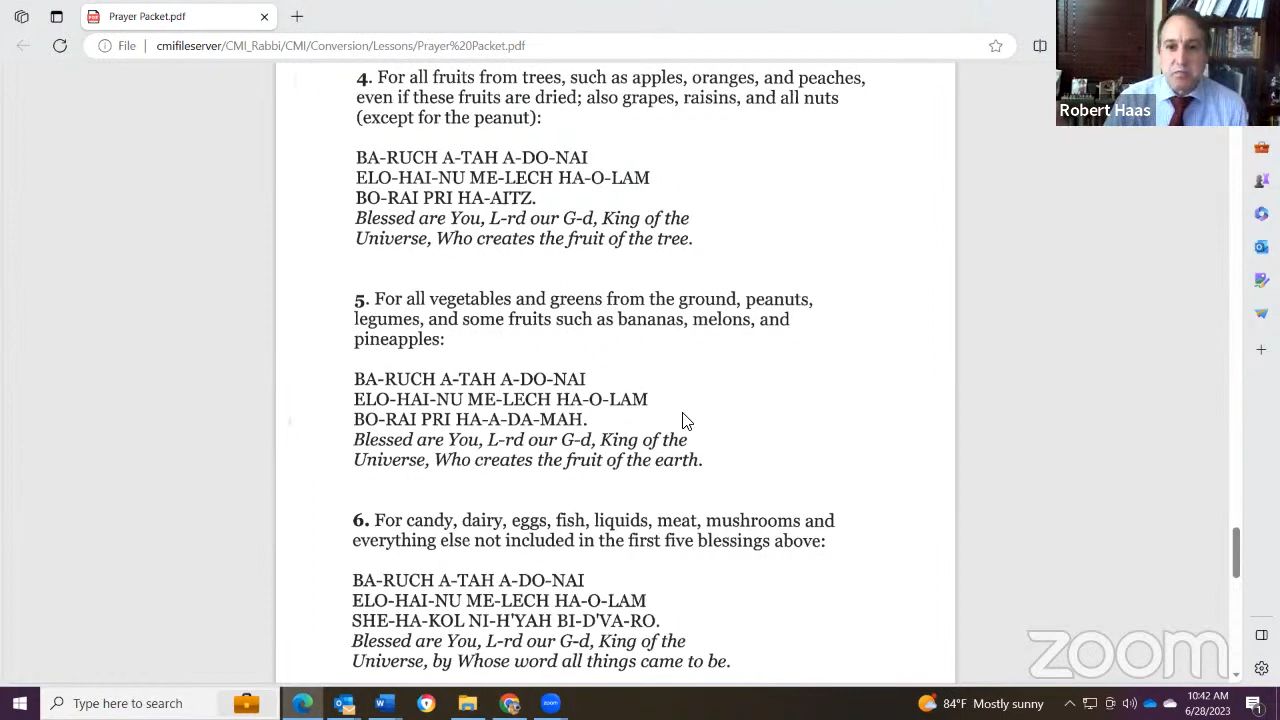 Prayer Packet.pdf
File
cmifileserver/CMI_Rabbi/CMI/Conversion/Lessons/Prayer%20Packet.pdf
Robert Haas
4. For all fruits from trees, such as apples, oranges, and peaches,
even if these fruits are dried; also grapes, raisins, and all nuts
(except for the peanut):
BA-RUCH A-TAH A-DO-NAI
ELO-HAI-NU ME-LECH HA-O-LAM
BO-RAI PRI HA-AITZ.
Blessed are You, L-rd our G-d, King of the
Universe, Who creates the fruit of the tree.
5. For all vegetables and greens from the ground, peanuts,
legumes, and some fruits such as bananas, melons, and
pineapples:
BA-RUCH A-TAH A-DO-NAI
ELO-HAI-NU ME-LECH HA-O-LAM
BO-RAI PRI HA-A-DA-MAH.
Blessed are You, L-rd our G-d, King of the
Universe, Who creates the fruit of the earth.
6. For candy, dairy, eggs, fish, liquids, meat, mushrooms and
everything else not included in the first five blessings above:
BA-RUCH A-TAH A-DO-NAI
ELO-HAI-NU ME-LECH HA-O-LAM
SHE-HA-KOL NI-H'YAH BI-D'VA-RO.
Blessed are You, L-rd our G-d, King of the
Universe, by Whose word all things came to be.
zoom
Type here to search
84°F Mostly sunny
10:42 AM
6/28/2023